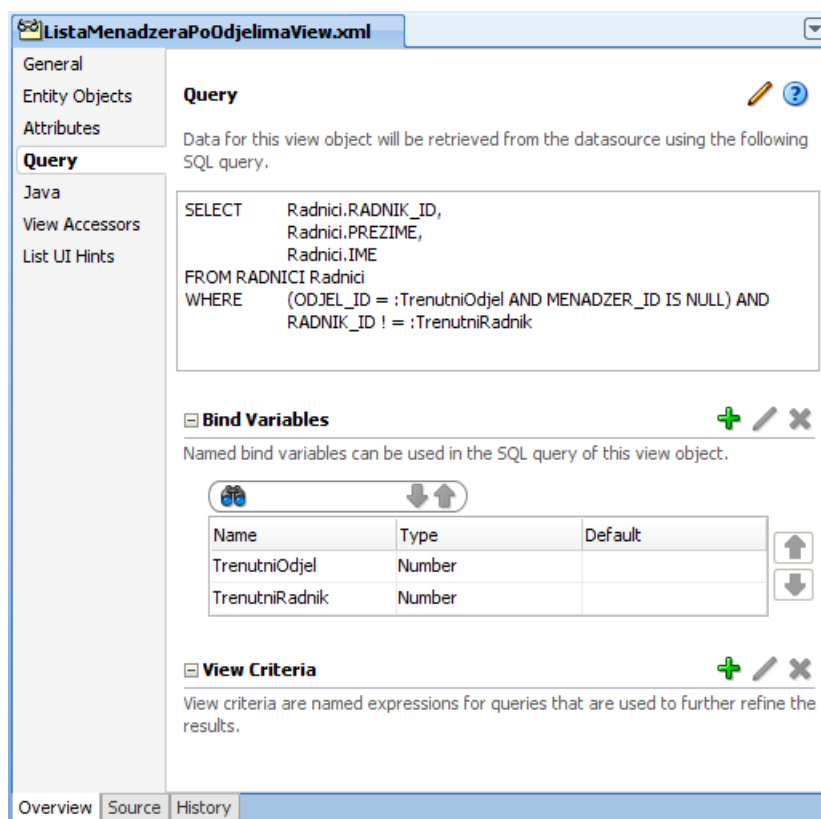 ListaMenadzeraPoOdjelimaView.xml
General
Entity Objects
Attributes
Query
Java
View Accessors
List UI Hints
Query
Data for this view object will be retrieved from the datasource using the following
SQL query.
SELECT Radnici.RADNIK_ID,
Radnici.PREZIME,
Radnici.IME
FROM RADNICI Radnici
WHERE (ODJEL_ID = :TrenutniOdjel AND MENADZER_ID IS NULL) AND
RADNIK_ID ! = :TrenutniRadnik
Bind Variables
Named bind variables can be used in the SQL query of this view object.
Name Type Default
TrenutniOdjel Number
TrenutniRadnik Number
View Criteria
View criteria are named expressions for queries that are used to further refine the
results.
Overview Source History